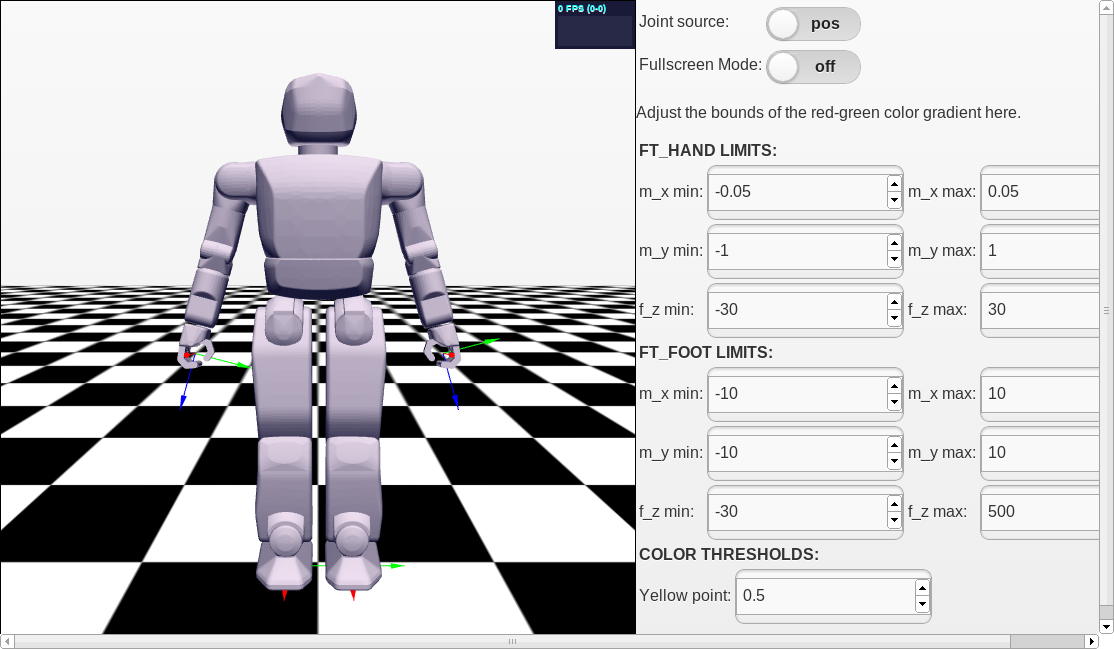 0 FPS (0-0)
Joint source: pos
Fullscreen Mode: off
Adjust the bounds of the red-green color gradient here.
FT_HAND LIMITS:
m_x min: -0.05 m_x max: 0.05
m_y min: -1 m_y max: 1
f_z min: -30 f_z max: 30
FT_FOOT LIMITS:
m_x min: -10 m_x max: 10
m_y min: -10 m_y max: 10
f_z min: -30 f_z max: 500
COLOR THRESHOLDS:
Yellow point: 0.5